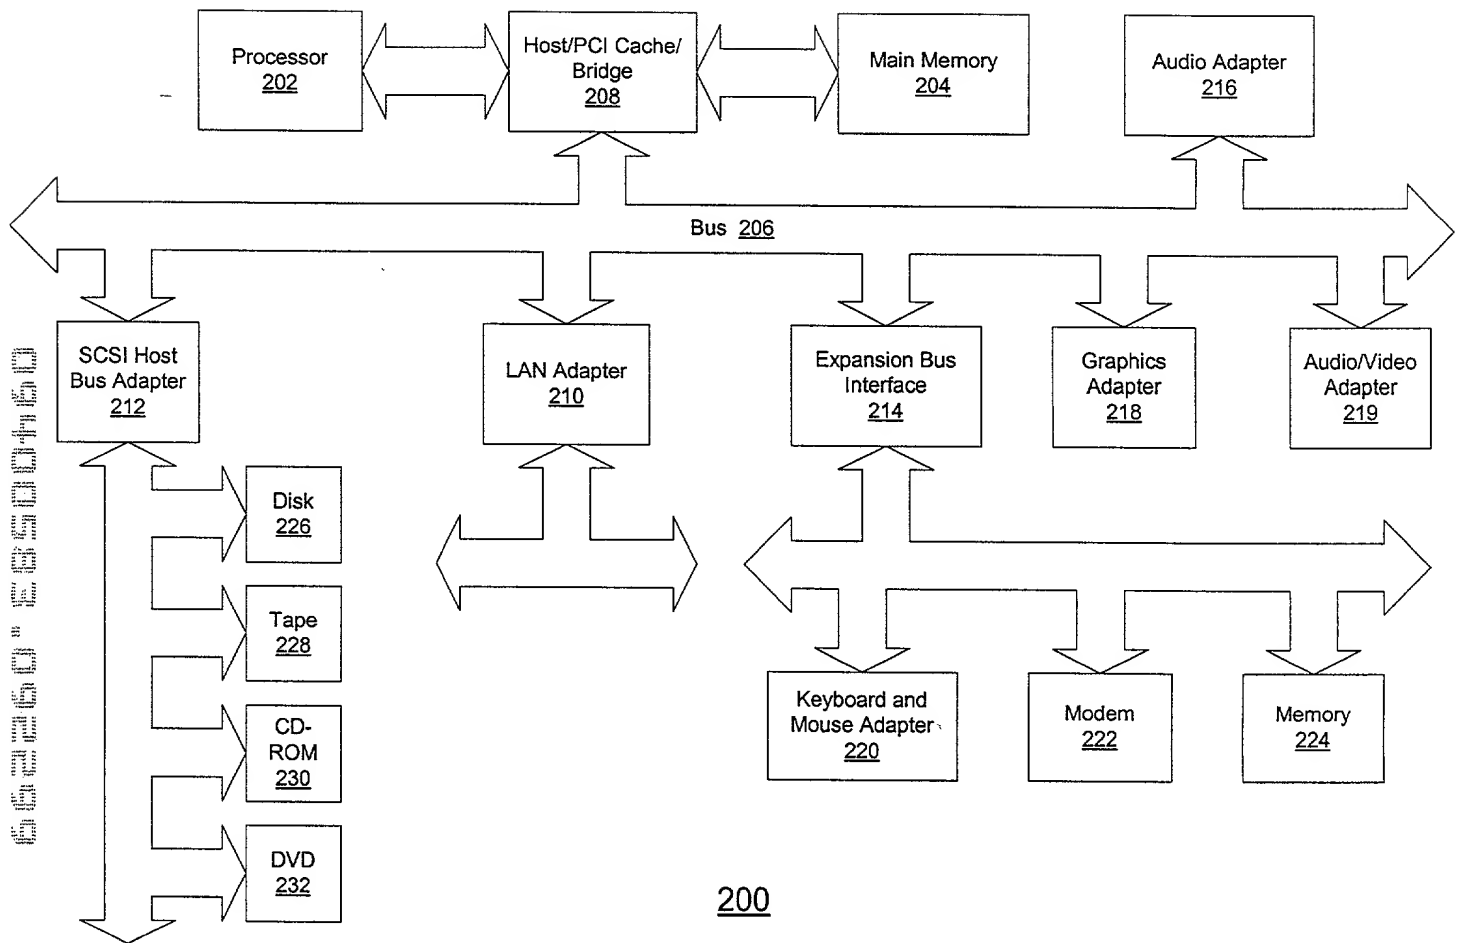 Processor
202
Host/PCI Cache/
Bridge
208
Main Memory
204
Audio Adapter
216
Bus 206
SCSI Host
Bus Adapter
212
LAN Adapter
210
Expansion Bus
Interface
214
Graphics
Adapter
218
Audio/Video
Adapter
219
Disk
226
Tape
228
CD-
ROM
230
DVD
232
Keyboard and
Mouse Adapter
220
Modem
222
Memory
224
200